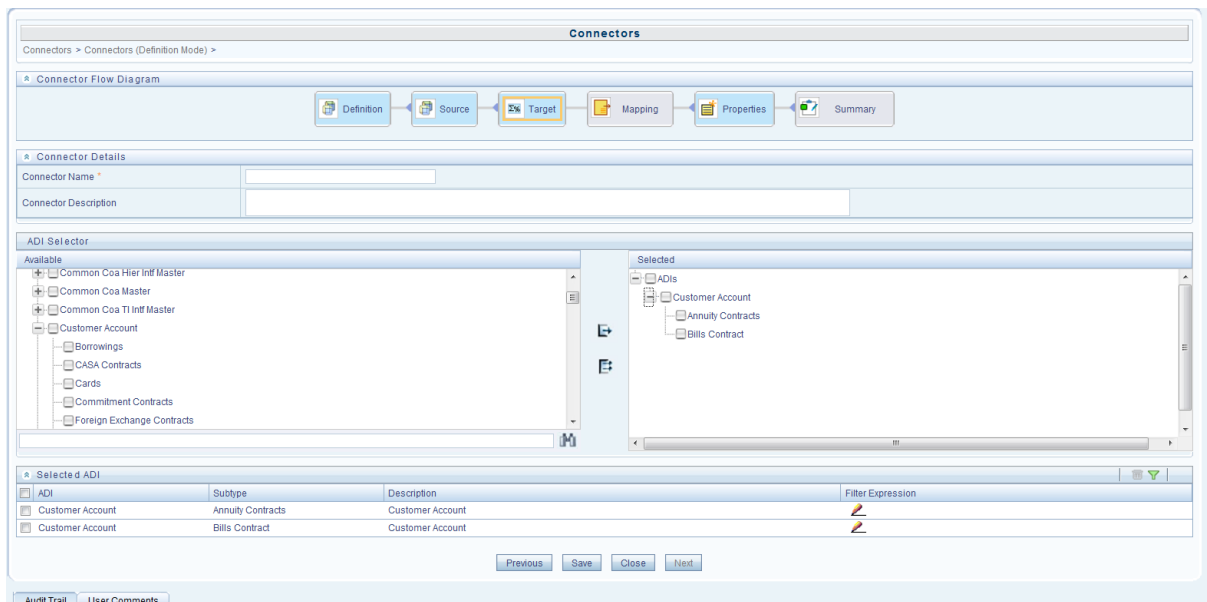 Connectors
Connectors > Connectors (Definition Mode) >
Connector Flow Diagram
Definition Source Target Mapping Properties Summary
Connector Details
Connector Name *
Connector Description
ADI Selector
Available Selected
Common Coa Hier Intf Master
ADIs
Common Coa Master
Customer Account
Common Coa TI Intf Master
Annuity Contracts
Customer Account
Bills Contract
Borrowings
CASA Contracts
Cards
Commitment Contracts
Foreign Exchange Contracts
Selected ADI
ADI Subtype Description Filter Expression
Customer Account Annuity Contracts Customer Account
Customer Account Bills Contract Customer Account
Previous Save Close Next
Audit Trail User Comments